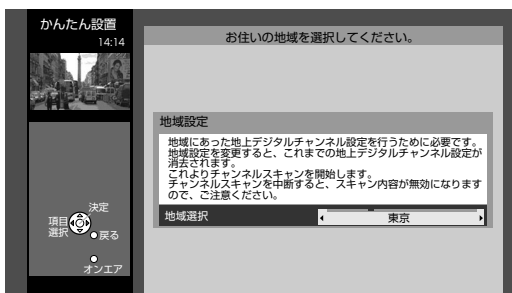 かんたん設置
14:14
お住いの地域を選択してください。
地域設定
地域にあった地上デジタルチャンネル設定を行うために必要です。
地域設定を変更すると、これまでの地上デジタルチャンネル設定が
消去されます。
これよりチャンネルスキャンを開始します。
チャンネルスキャンを中断すると、スキャン内容が無効になります
ので、ご注意ください。
地域選択
東京
決定
項目
選択
戻る
オンエア